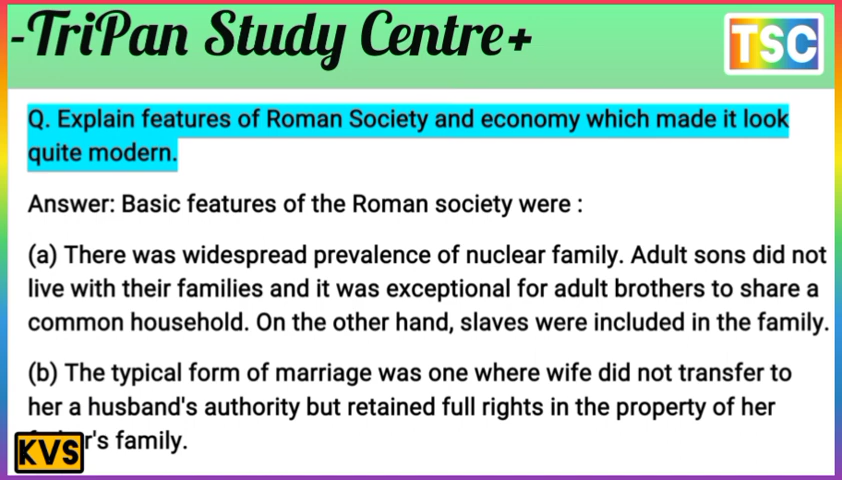 -TriPan Study Centre+
TSC
Q. Explain features of Roman Society and economy which made it look
quite modern.
Answer: Basic features of the Roman society were :
(a) There was widespread prevalence of nuclear family. Adult sons did not
live with their families and it was exceptional for adult brothers to share a
common household. On the other hand, slaves were included in the family.
(b) The typical form of marriage was one where wife did not transfer to
her a husband's authority but retained full rights in the property of her
r's family.
KVS